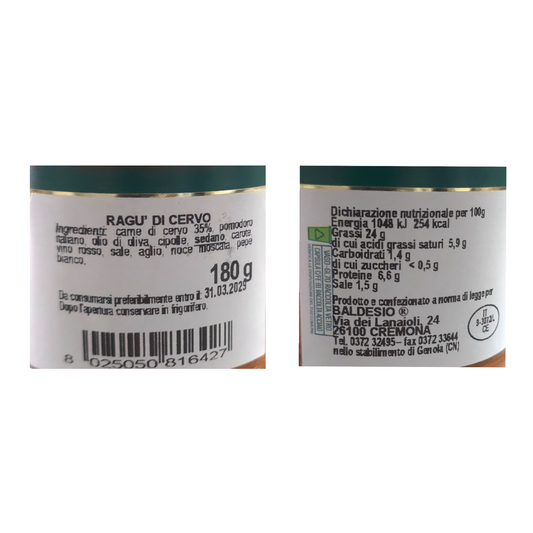 RAGU' DI CERVO
Ingredienti: carne di cervo 35%, pomodoro
italiano, olio di oliva, cipolle, sedano, carote,
vino rosso, sale, aglio, noce moscata, pepe
bianco.
180 g
Da consumarsi preferibilmente entro il 31.03.2029
Dopo l'apertura conservare in frigorifero.
8 025050 816427
Dichiarazione nutrizionale per 100g
Energia 1048 kJ 254 kcal
Grassi 24 g
di cui acidi grassi saturi 5,9 g
Carboidrati 1,4 g
di cui zuccheri < 0,5 g
Proteine 6,6 g
Sale 1,5 g
Prodotto e confezionato a norma di legge per
BALDESIO ®
Via dei Lanaioli, 24
26100 CREMONA
Tel. 0372 32495 – fax 0372 33644
nello stabilimento di Genola (CN)
IT
CE